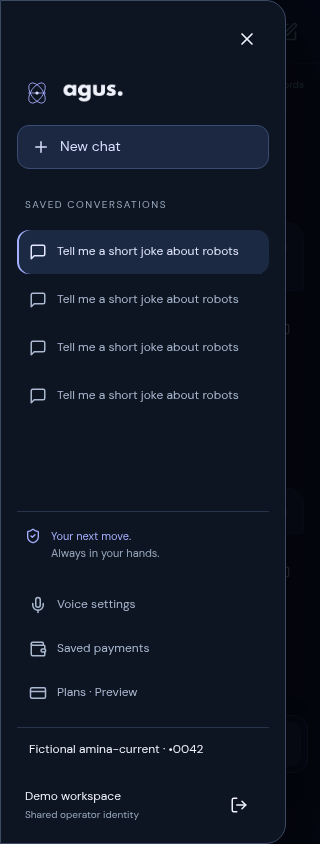 agus.
New chat
SAVED CONVERSATIONS
Tell me a short joke about robots
Tell me a short joke about robots
Tell me a short joke about robots
Tell me a short joke about robots
Your next move.
Always in your hands.
Voice settings
Saved payments
Plans · Preview
Fictional amina-current · •0042
Demo workspace
Shared operator identity